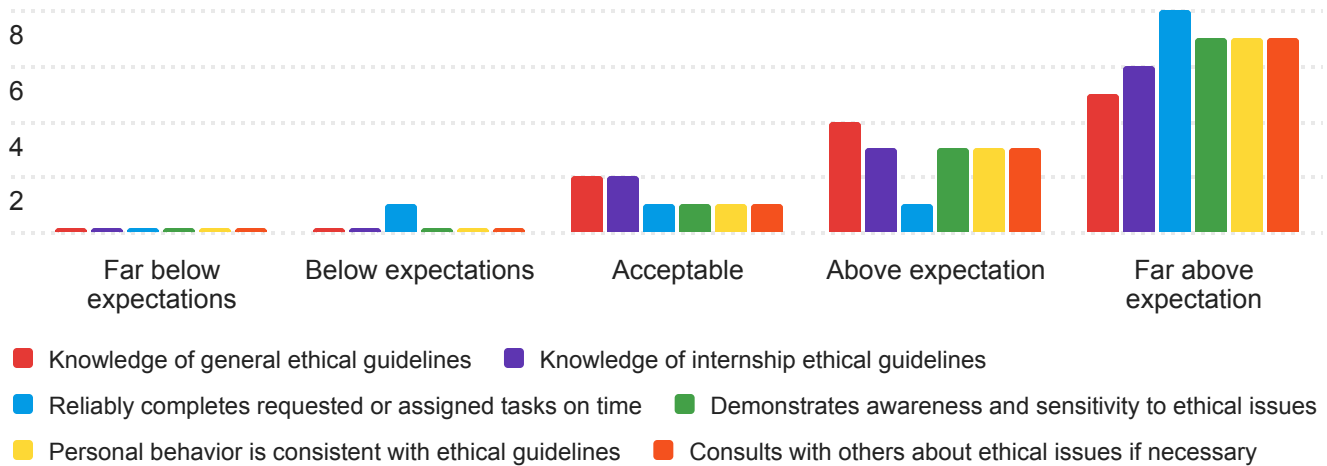 8
6
4
2
Far below
expectations
Below expectations
Acceptable
Above expectation
Far above
expectation
Knowledge of general ethical guidelines
Knowledge of internship ethical guidelines
Reliably completes requested or assigned tasks on time
Demonstrates awareness and sensitivity to ethical issues
Personal behavior is consistent with ethical guidelines
Consults with others about ethical issues if necessary